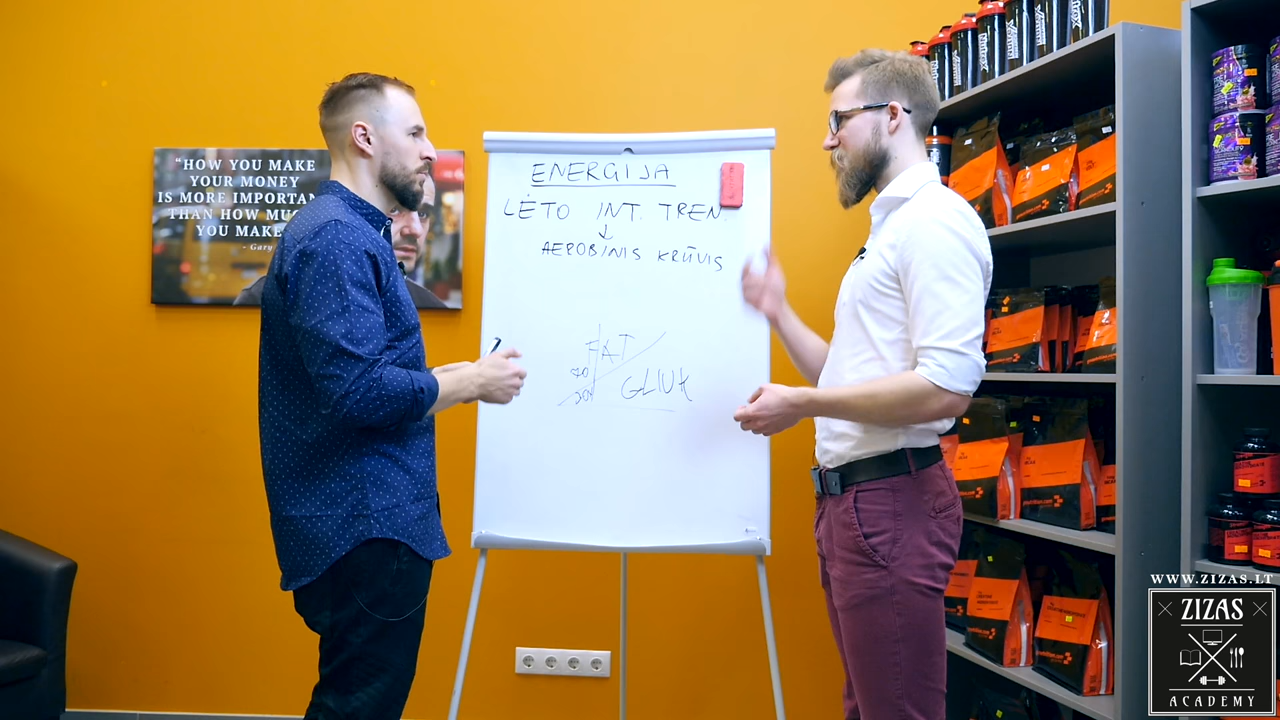 “HOW YOU MAKE
YOUR MONEY
IS MORE IMPORTAN
THAN HOW MUC
YOU MAKE
- Gary
ENERGIJA
LĖTO INT. TREN.
↓
AEROBINIS KRŪVIS
FAT
GLIUK
WWW.ZIZAS.LT
ZIZAS
ACADEMY